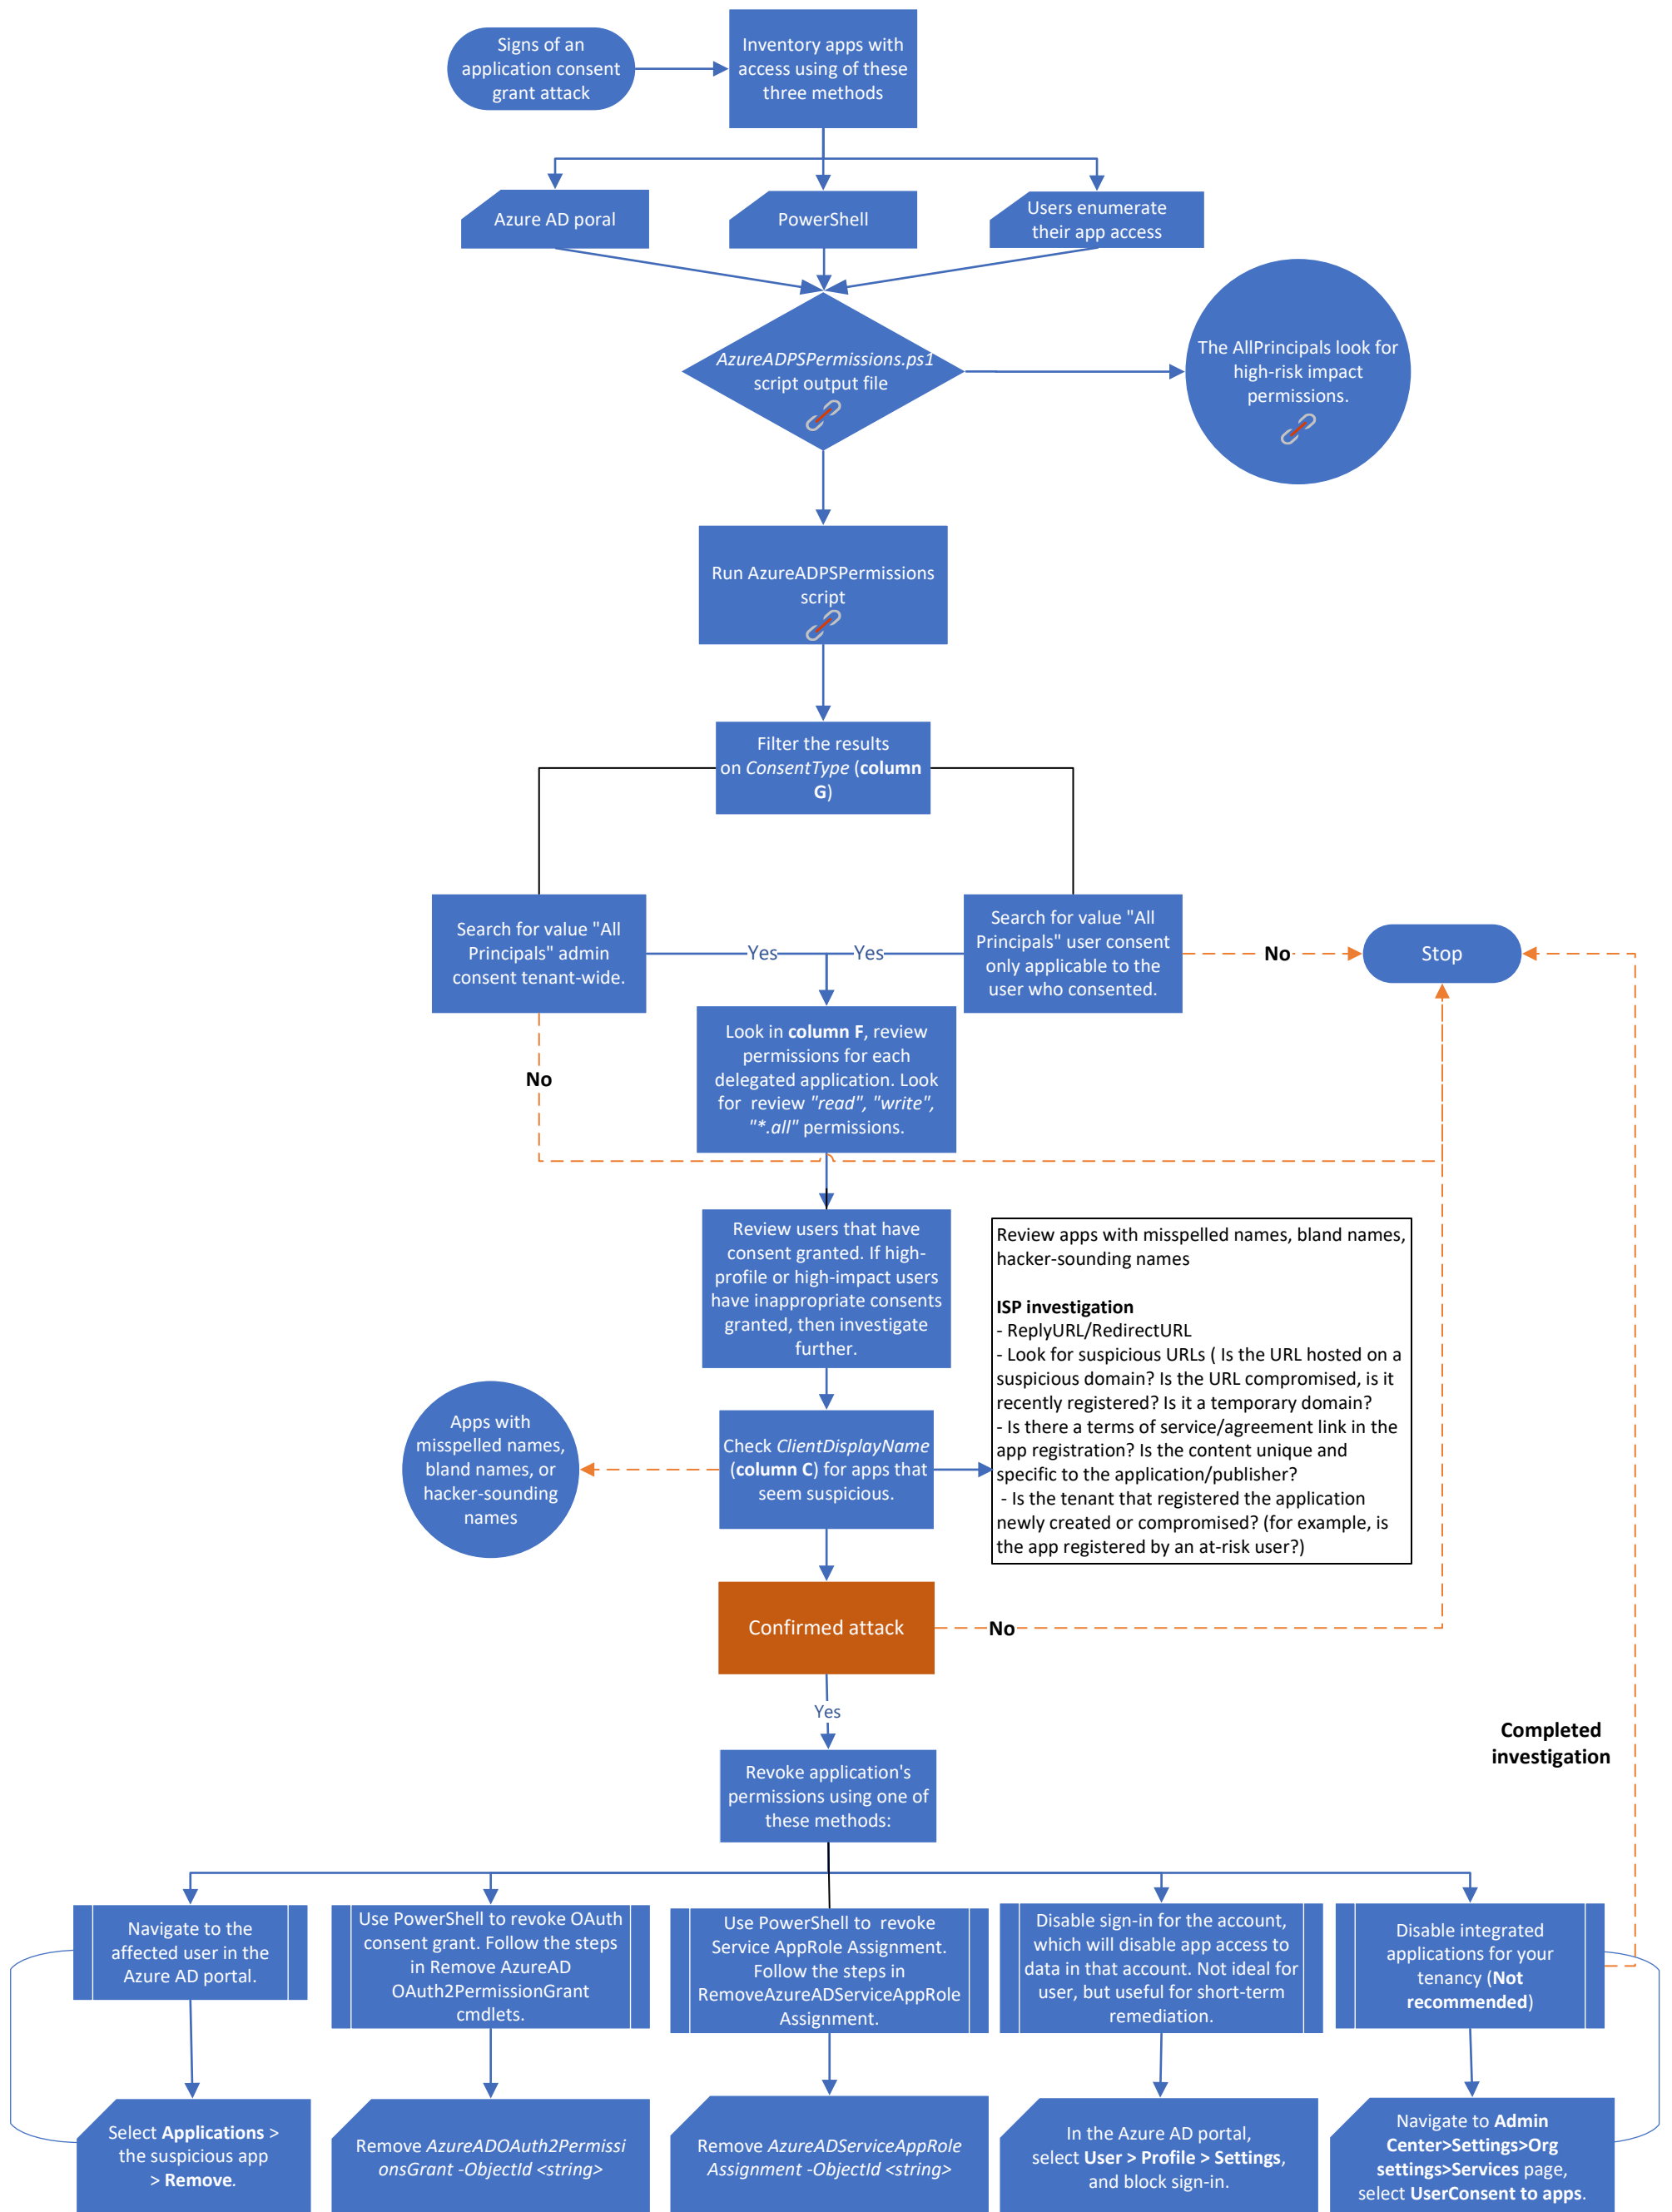 Signs of an
application consent
grant attack
Inventory apps with
access using of these
three methods
Azure AD poral
PowerShell
Users enumerate
their app access
AzureADPSPermissions.ps1
script output file
The AllPrincipals look for
high-risk impact
permissions.
Run AzureADPSPermissions
script
Filter the results
on ConsentType (column
G)
Search for value "All
Principals" admin
consent tenant-wide.
Yes
Yes
Search for value "All
Principals" user consent
only applicable to the
user who consented.
No
Stop
No
Look in column F, review
permissions for each
delegated application. Look
for  review "read", "write",
"*.all" permissions.
Review users that have
consent granted. If high-
profile or high-impact users
have inappropriate consents
granted, then investigate
further.
Review apps with misspelled names, bland names,
hacker-sounding names
ISP investigation
- ReplyURL/RedirectURL
- Look for suspicious URLs ( Is the URL hosted on a
suspicious domain? Is the URL compromised, is it
recently registered? Is it a temporary domain?
- Is there a terms of service/agreement link in the
app registration? Is the content unique and
specific to the application/publisher?
- Is the tenant that registered the application
newly created or compromised? (for example, is
the app registered by an at-risk user?)
Apps with
misspelled names,
bland names, or
hacker-sounding
names
Check ClientDisplayName
(column C) for apps that
seem suspicious.
Confirmed attack
No
Yes
Completed
investigation
Revoke application's
permissions using one of
these methods:
Navigate to the
affected user in the
Azure AD portal.
Use PowerShell to revoke OAuth
consent grant. Follow the steps
in Remove AzureAD
OAuth2PermissionGrant
cmdlets.
Use PowerShell to  revoke
Service AppRole Assignment.
Follow the steps in
RemoveAzureADServiceAppRole
Assignment.
Disable sign-in for the account,
which will disable app access to
data in that account. Not ideal for
user, but useful for short-term
remediation.
Disable integrated
applications for your
tenancy (Not
recommended)
Select Applications >
the suspicious app
> Remove.
Remove AzureADOAuth2Permissi
onsGrant -ObjectId <string>
Remove AzureADServiceAppRole
Assignment -ObjectId <string>
In the Azure AD portal,
select User > Profile > Settings,
and block sign-in.
Navigate to Admin
Center>Settings>Org
settings>Services page,
select UserConsent to apps.